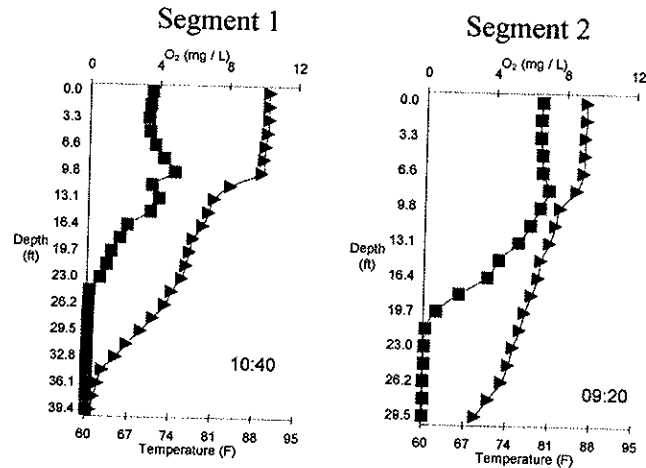 Segment 1
O₂ (mg / L)
0 4 8 12
0.0
3.3
6.6
9.8
13.1
16.4
Depth
(ft)
19.7
23.0
26.2
29.5
32.8
36.1
39.4
10:40
60 67 74 81 88 95
Temperature (F)
Segment 2
O₂ (mg / L)
0 4 8 12
0.0
3.3
6.6
9.8
13.1
Depth
(ft)
16.4
19.7
23.0
26.2
29.5
09:20
60 67 74 81 88 95
Temperature (F)